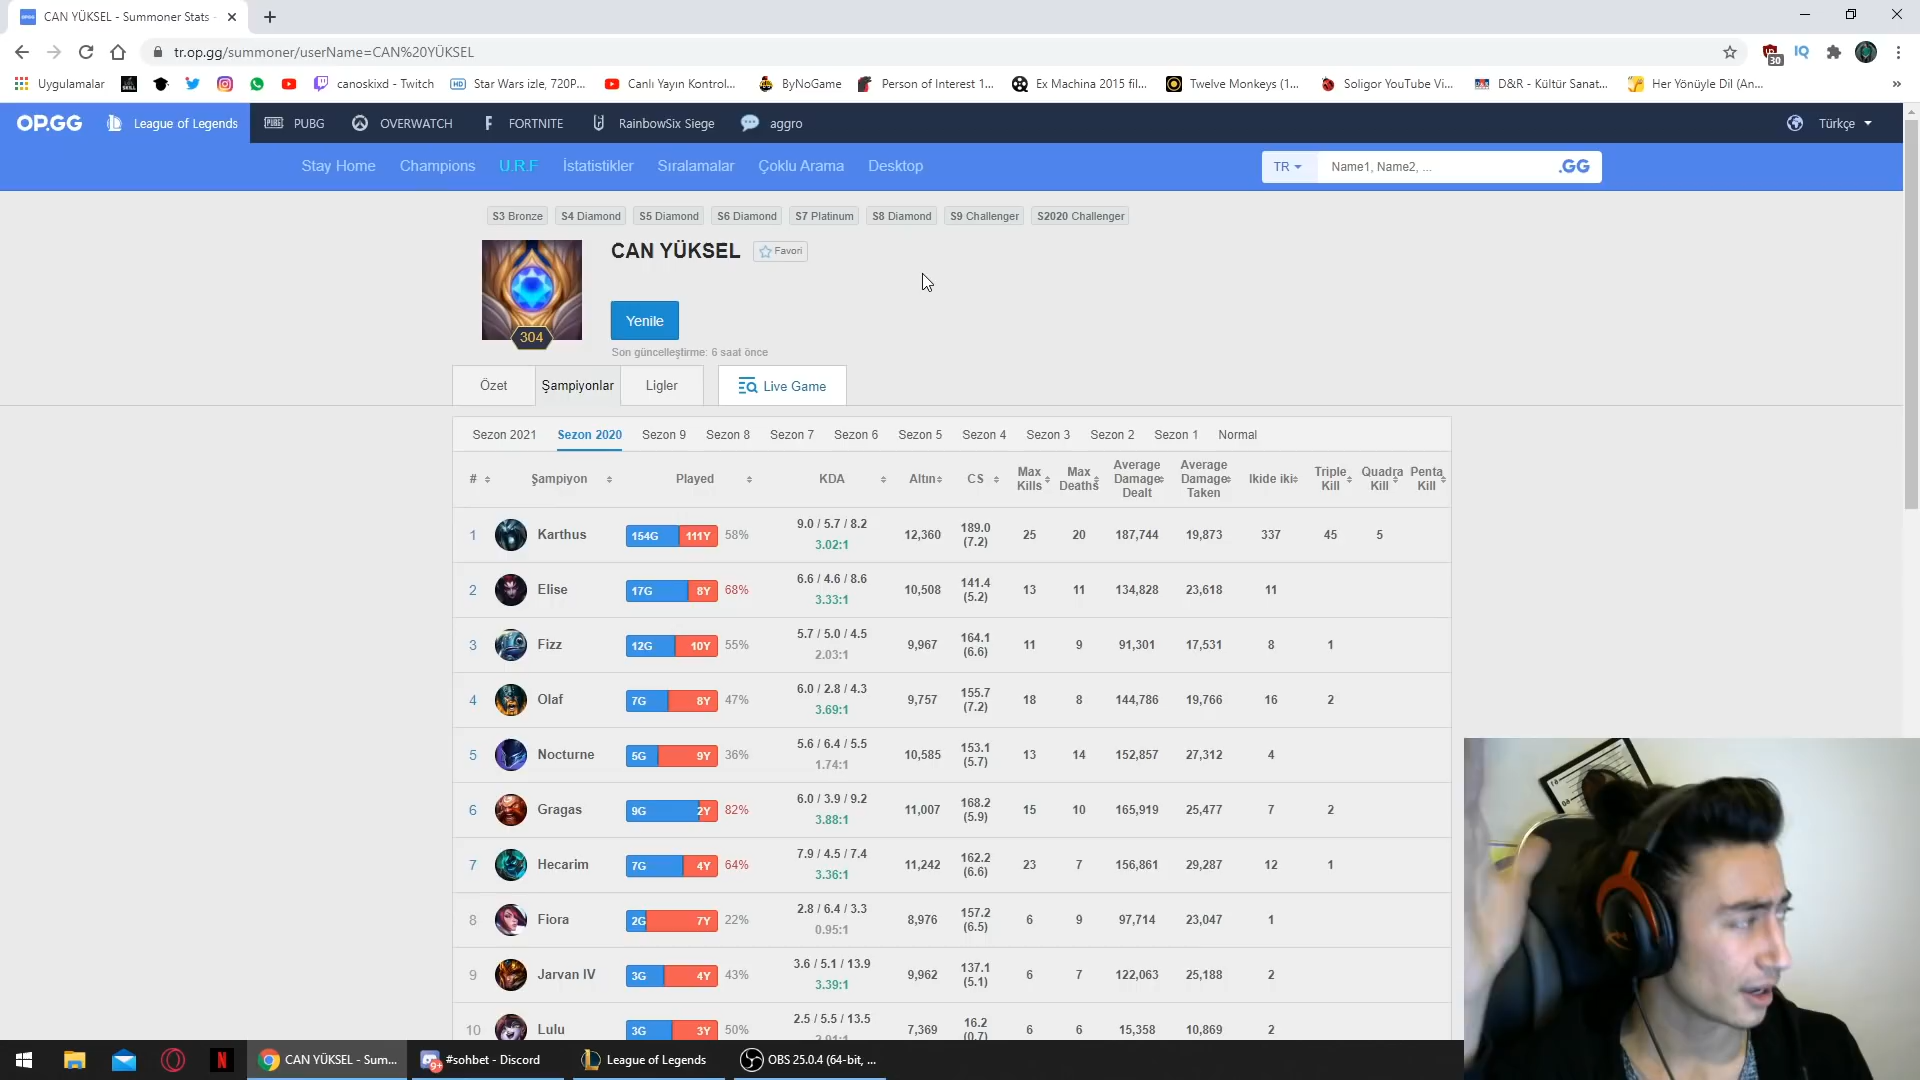 CAN YÜKSEL - Summoner Stats -
tr.op.gg/summoner/userName=CAN%20YÜKSEL
30
IQ
Uygulamalar
canoskixd - Twitch
HD
Star Wars izle, 720P...
Canlı Yayın Kontrol...
ByNoGame
Person of Interest 1...
Ex Machina 2015 fil...
Twelve Monkeys (1...
Soligor YouTube Vi...
D&R - Kültür Sanat...
Her Yönüyle Dil (An...
OP.GG
League of Legends
PUBG
OVERWATCH
FORTNITE
RainbowSix Siege
aggro
Türkçe
Stay Home
Champions
U.R.F
İstatistikler
Sıralamalar
Çoklu Arama
Desktop
TR
Name1, Name2, ...
.GG
S3 Bronze
S4 Diamond
S5 Diamond
S6 Diamond
S7 Platinum
S8 Diamond
S9 Challenger
S2020 Challenger
CAN YÜKSEL
Favori
304
Yenile
Son güncelleştirme: 6 saat önce
Özet
Şampiyonlar
Ligler
Live Game
Sezon 2021
Sezon 2020
Sezon 9
Sezon 8
Sezon 7
Sezon 6
Sezon 5
Sezon 4
Sezon 3
Sezon 2
Sezon 1
Normal
# Şampiyon Played KDA Altın CS Max Kills Max Deaths Average Damage Dealt Average Damage Taken Ikide iki Triple Kill Quadra Kill Penta Kill
1 Karthus 154G 111Y 58% 9.0 / 5.7 / 8.2 3.02:1 12,360 189.0 (7.2) 25 20 187,744 19,873 337 45 5
2 Elise 17G 8Y 68% 6.6 / 4.6 / 8.6 3.33:1 10,508 141.4 (5.2) 13 11 134,828 23,618 11
3 Fizz 12G 10Y 55% 5.7 / 5.0 / 4.5 2.03:1 9,967 164.1 (6.6) 11 9 91,301 17,531 8 1
4 Olaf 7G 8Y 47% 6.0 / 2.8 / 4.3 3.69:1 9,757 155.7 (7.2) 18 8 144,786 19,766 16 2
5 Nocturne 5G 9Y 36% 5.6 / 6.4 / 5.5 1.74:1 10,585 153.1 (5.7) 13 14 152,857 27,312 4
6 Gragas 9G 2Y 82% 6.0 / 3.9 / 9.2 3.88:1 11,007 168.2 (5.9) 15 10 165,919 25,477 7 2
7 Hecarim 7G 4Y 64% 7.9 / 4.5 / 7.4 3.36:1 11,242 162.2 (6.6) 23 7 156,861 29,287 12 1
8 Fiora 2G 7Y 22% 2.8 / 6.4 / 3.3 0.95:1 8,976 157.2 (6.5) 6 9 97,714 23,047 1
9 Jarvan IV 3G 4Y 43% 3.6 / 5.1 / 13.9 3.39:1 9,962 137.1 (5.1) 6 7 122,063 25,188 2
10 Lulu 3G 3Y 50% 2.5 / 5.5 / 13.5 7,369 16.2 (0.7) 6 6 15,358 10,869 2
N
CAN YÜKSEL - Sum...
9+
#sohbet - Discord
League of Legends
OBS 25.0.4 (64-bit, ...